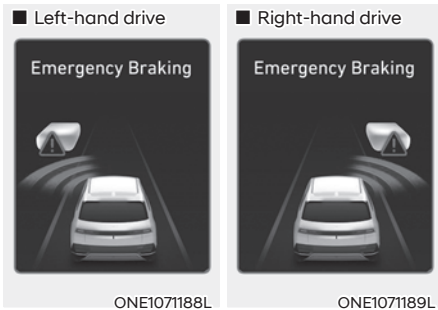 ■ Left-hand drive
Emergency Braking
ONE1071188L
■ Right-hand drive
Emergency Braking
ONE1071189L